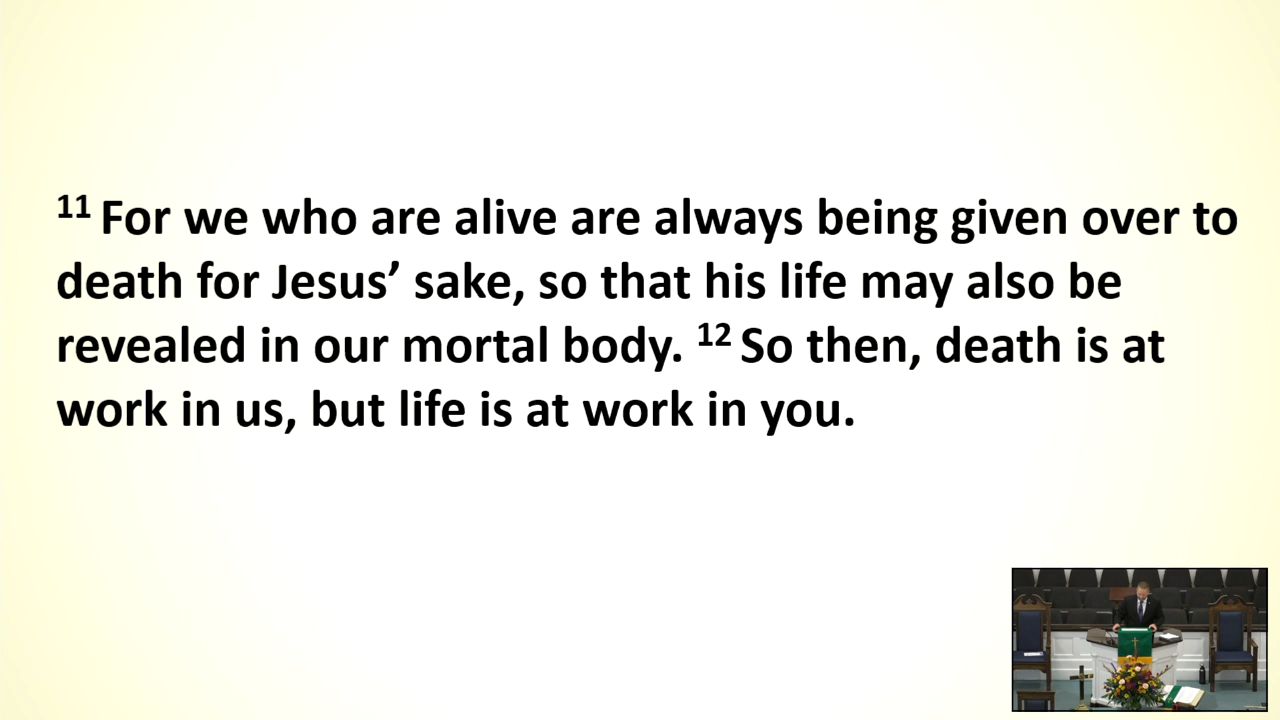 11 For we who are alive are always being given over to
death for Jesus’ sake, so that his life may also be
revealed in our mortal body. 12 So then, death is at
work in us, but life is at work in you.